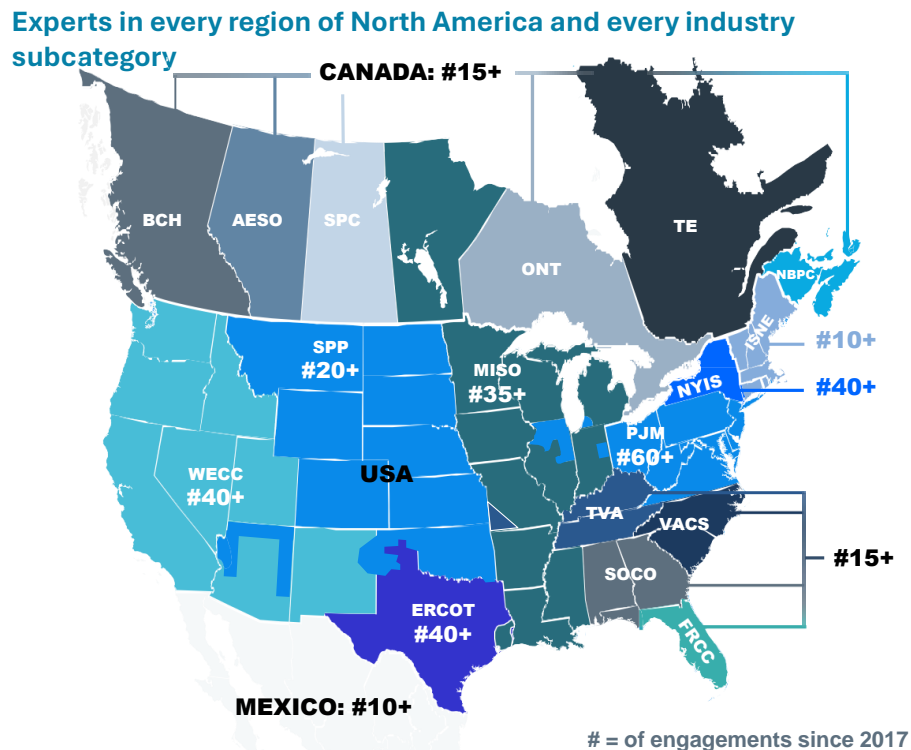 Experts in every region of North America and every industry
subcategory
CANADA: #15+
BCH
AESO
SPC
ONT
TE
NBPC
ISNE
#10+
SPP
#20+
MISO
#35+
NYIS
#40+
PJM
#60+
WECC
#40+
USA
TVA
VACS
#15+
SOCO
ERCOT
#40+
FRCC
MEXICO: #10+
# = of engagements since 2017